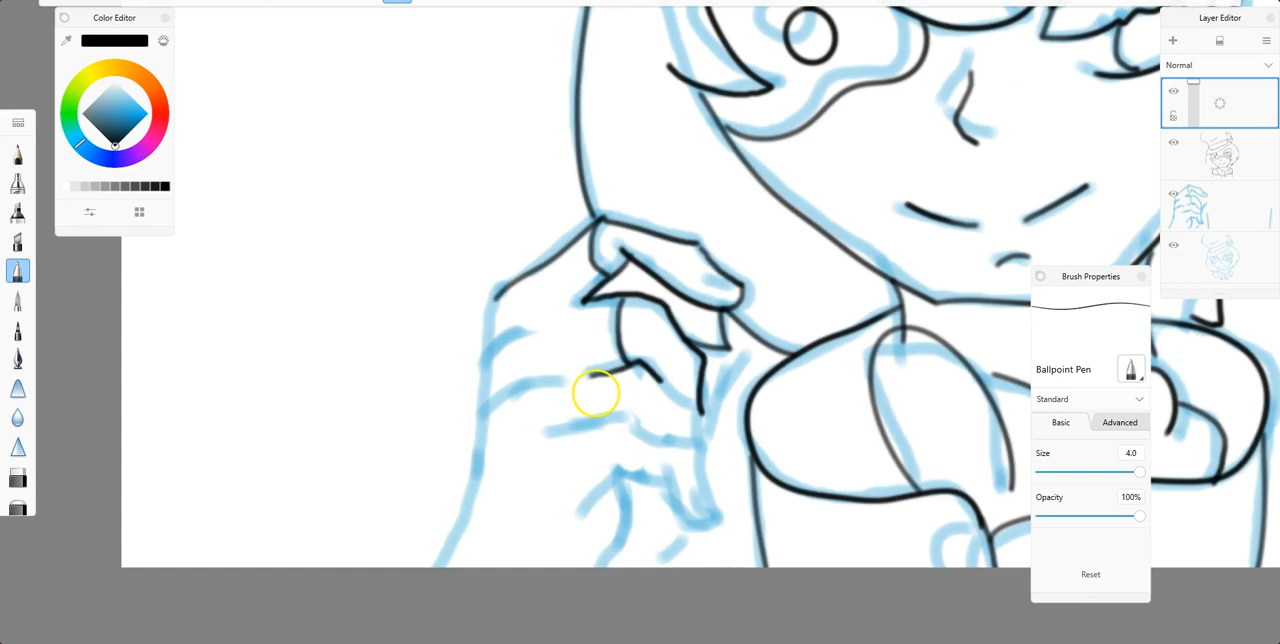 Color Editor
Layer Editor
Normal
Brush Properties
Ballpoint Pen
Standard
Basic
Advanced
Size
4.0
Opacity
100%
Reset